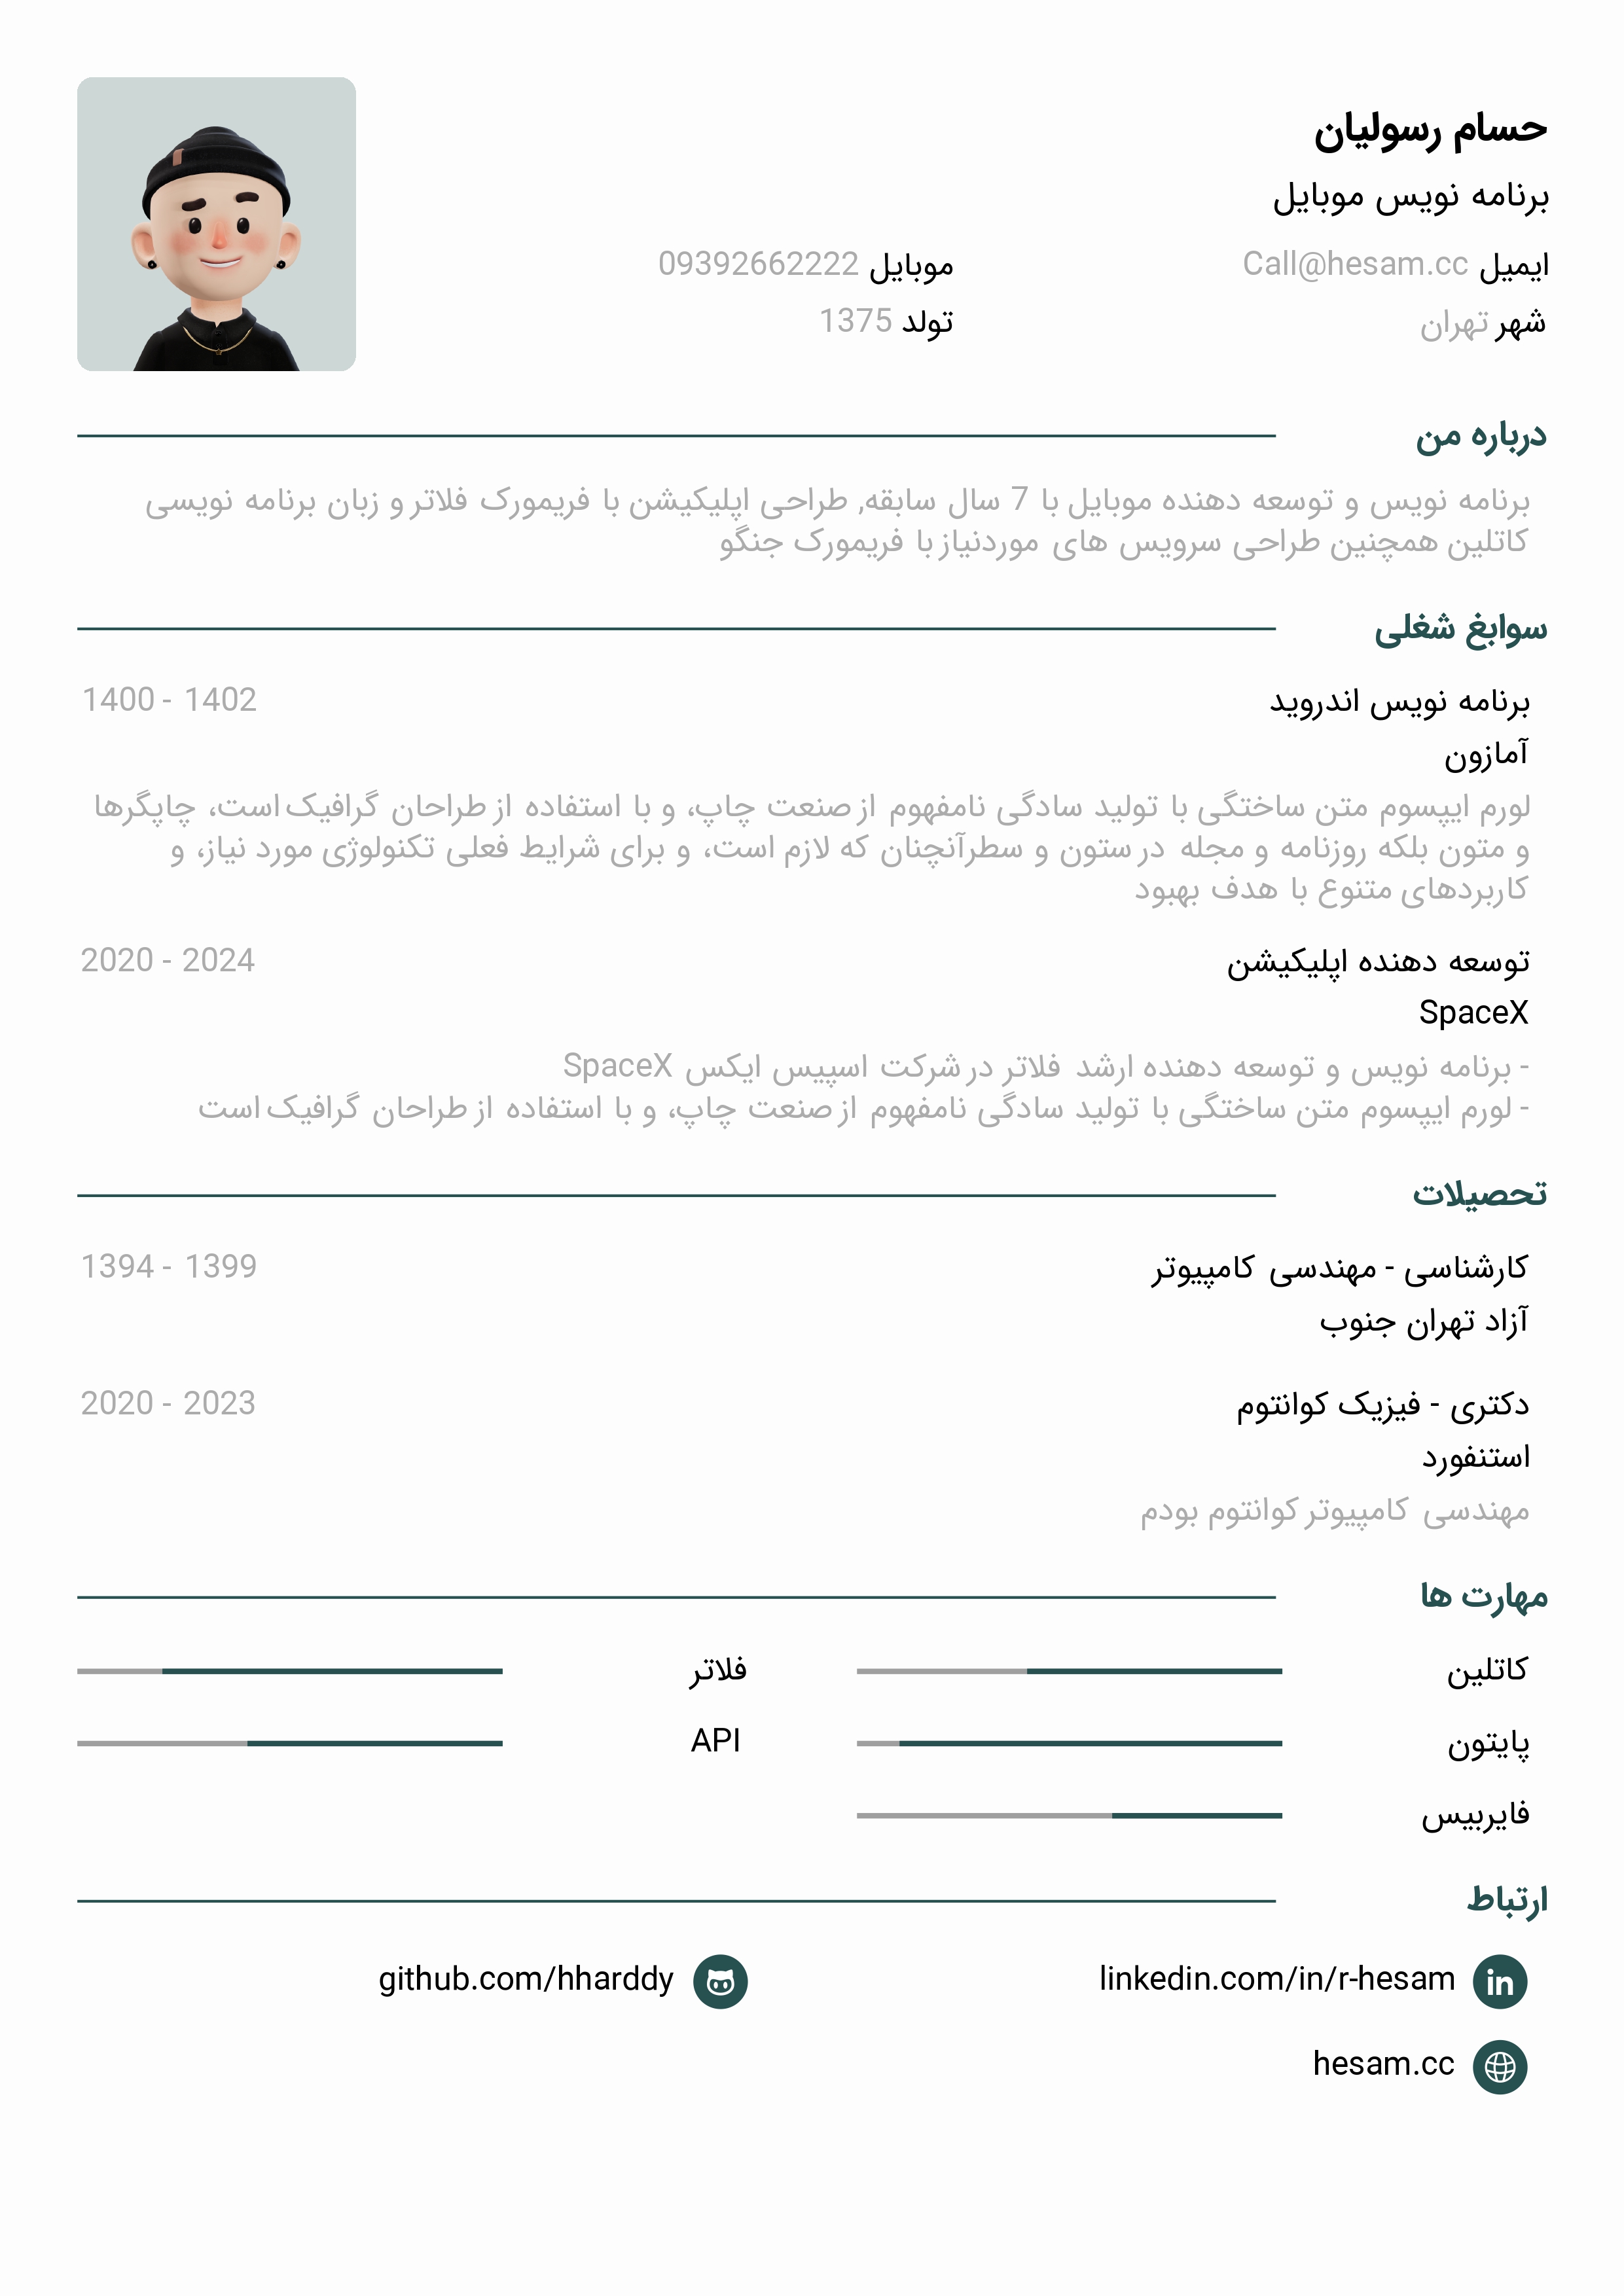 حسام رسولیان
برنامه نویس موبایل
ایمیل Call@hesam.cc
موبایل 09392662222
شهر تهران
تولد 1375
درباره من
برنامه نویس و توسعه دهنده موبایل با 7 سال سابقه, طراحی اپلیکیشن با فریمورک فلاتر و زبان برنامه نویسی
کاتلین همچنین طراحی سرویس های موردنیاز با فریمورک جنگو
سوابغ شغلی
برنامه نویس اندروید
1400 - 1402
آمازون
لورم ایپسوم متن ساختگی با تولید سادگی نامفهوم از صنعت چاپ، و با استفاده از طراحان گرافیک است، چاپگرها
و متون بلکه روزنامه و مجله در ستون و سطرآنچنان که لازم است، و برای شرایط فعلی تکنولوژی مورد نیاز، و
کاربردهای متنوع با هدف بهبود
توسعه دهنده اپلیکیشن
2020 - 2024
SpaceX
- برنامه نویس و توسعه دهنده ارشد فلاتر در شرکت اسپیس ایکس SpaceX
- لورم ایپسوم متن ساختگی با تولید سادگی نامفهوم از صنعت چاپ، و با استفاده از طراحان گرافیک است
تحصیلات
کارشناسی - مهندسی کامپیوتر
1394 - 1399
آزاد تهران جنوب
دکتری - فیزیک کوانتوم
2020 - 2023
استنفورد
مهندسی کامپیوتر کوانتوم بودم
مهارت ها
کاتلین
فلاتر
پایتون
API
فایربیس
ارتباط
linkedin.com/in/r-hesam
github.com/hharddy
hesam.cc